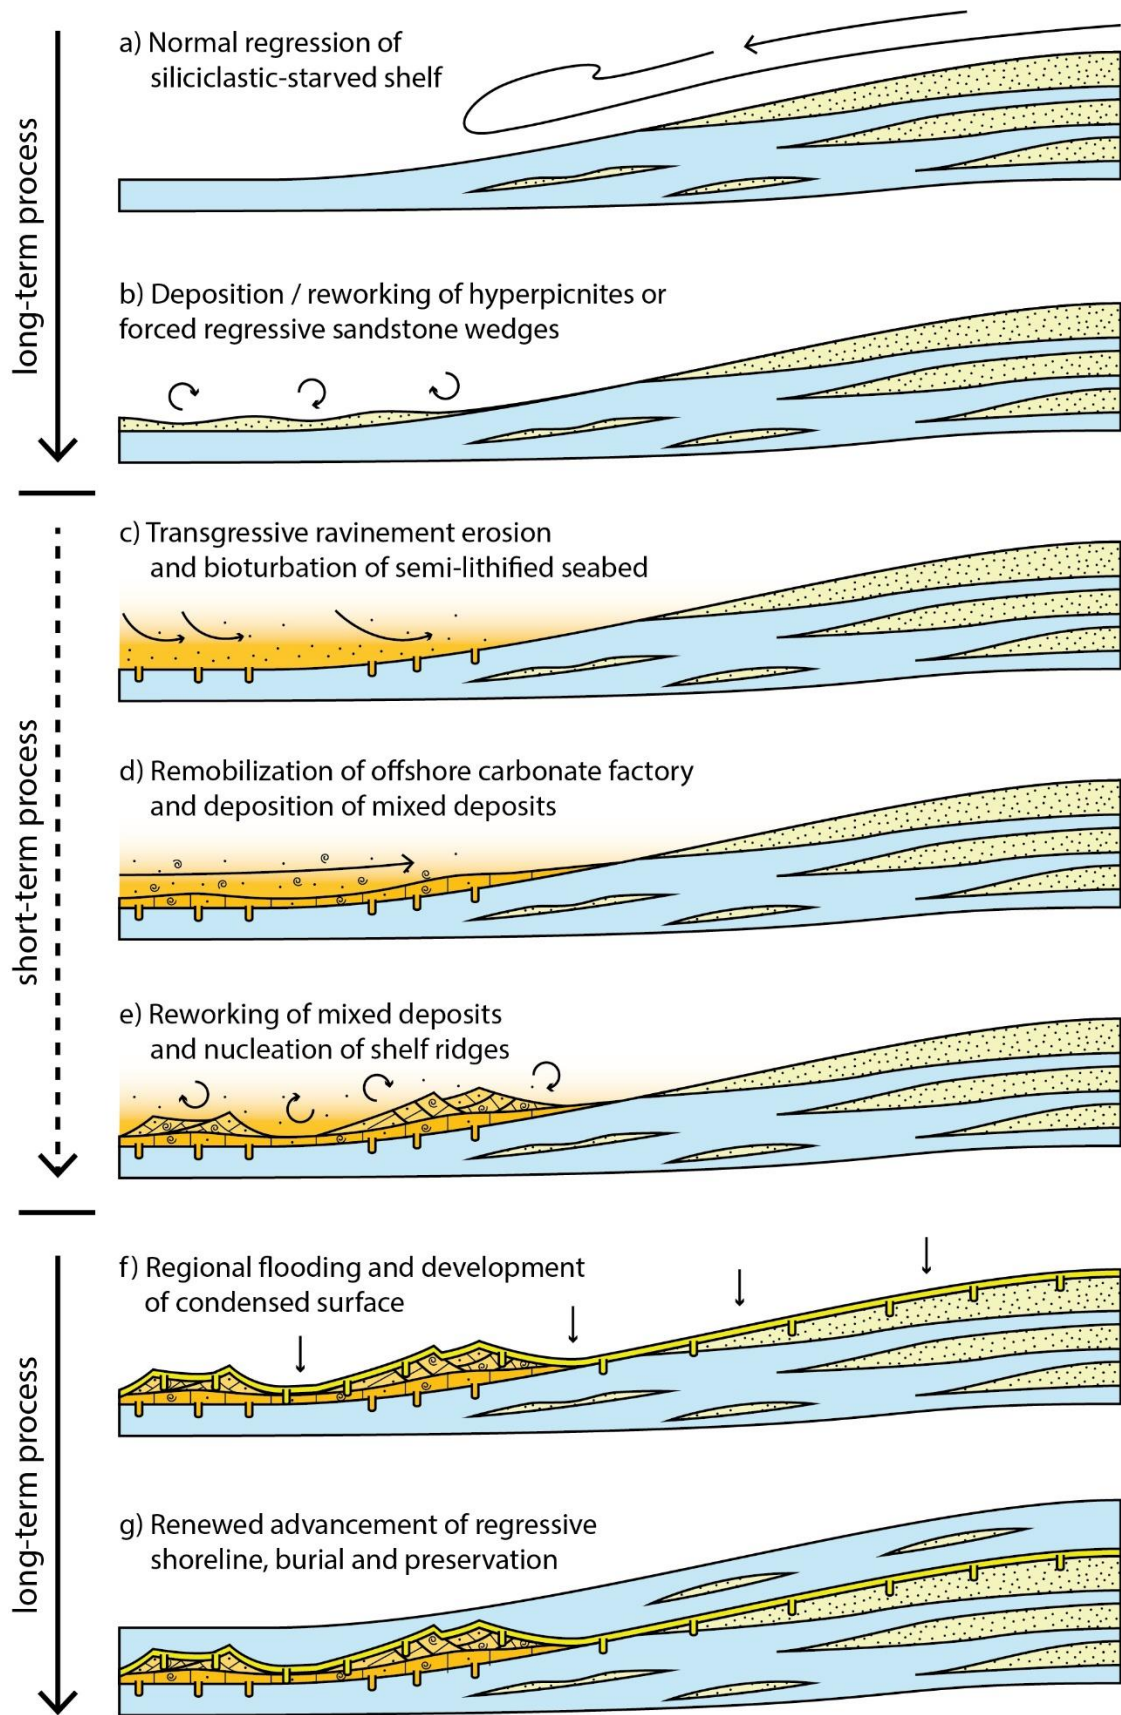 a) Normal regression of
siliciclastic-starved shelf
long-term process
b) Deposition / reworking of hyperpicnites or
forced regressive sandstone wedges
c) Transgressive ravinement erosion
and bioturbation of semi-lithified seabed
d) Remobilization of offshore carbonate factory
and deposition of mixed deposits
short-term process
e) Reworking of mixed deposits
and nucleation of shelf ridges
f) Regional flooding and development
of condensed surface
long-term process
g) Renewed advancement of regressive
shoreline, burial and preservation